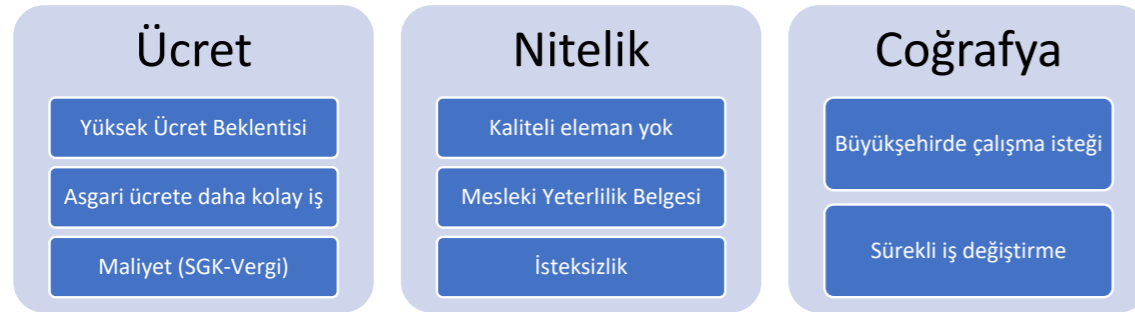 Ücret
Yüksek Ücret Beklentisi
Asgari ücrete daha kolay iş
Maliyet (SGK-Vergi)
Nitelik
Kaliteli eleman yok
Mesleki Yeterlilik Belgesi
İsteksizlik
Coğrafya
Büyükşehirde çalışma isteği
Sürekli iş değiştirme